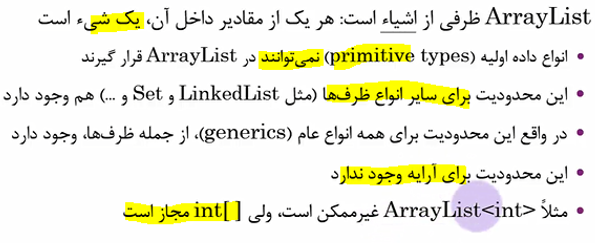 ArrayList ظرفی از اشیاء است: هر یک از مقادیر داخل آن، یک شیء است
• انواع داده اولیه (primitive types) نمی‌توانند در ArrayList قرار گیرند
• این محدودیت برای سایر انواع ظرف‌ها (مثل LinkedList و Set و ...) هم وجود دارد
• در واقع این محدودیت برای همه انواع عام (generics)، از جمله ظرف‌ها، وجود دارد
• این محدودیت برای آرایه وجود ندارد
• مثلاً ArrayList<int> غیرممکن است، ولی int[ ] مجاز است